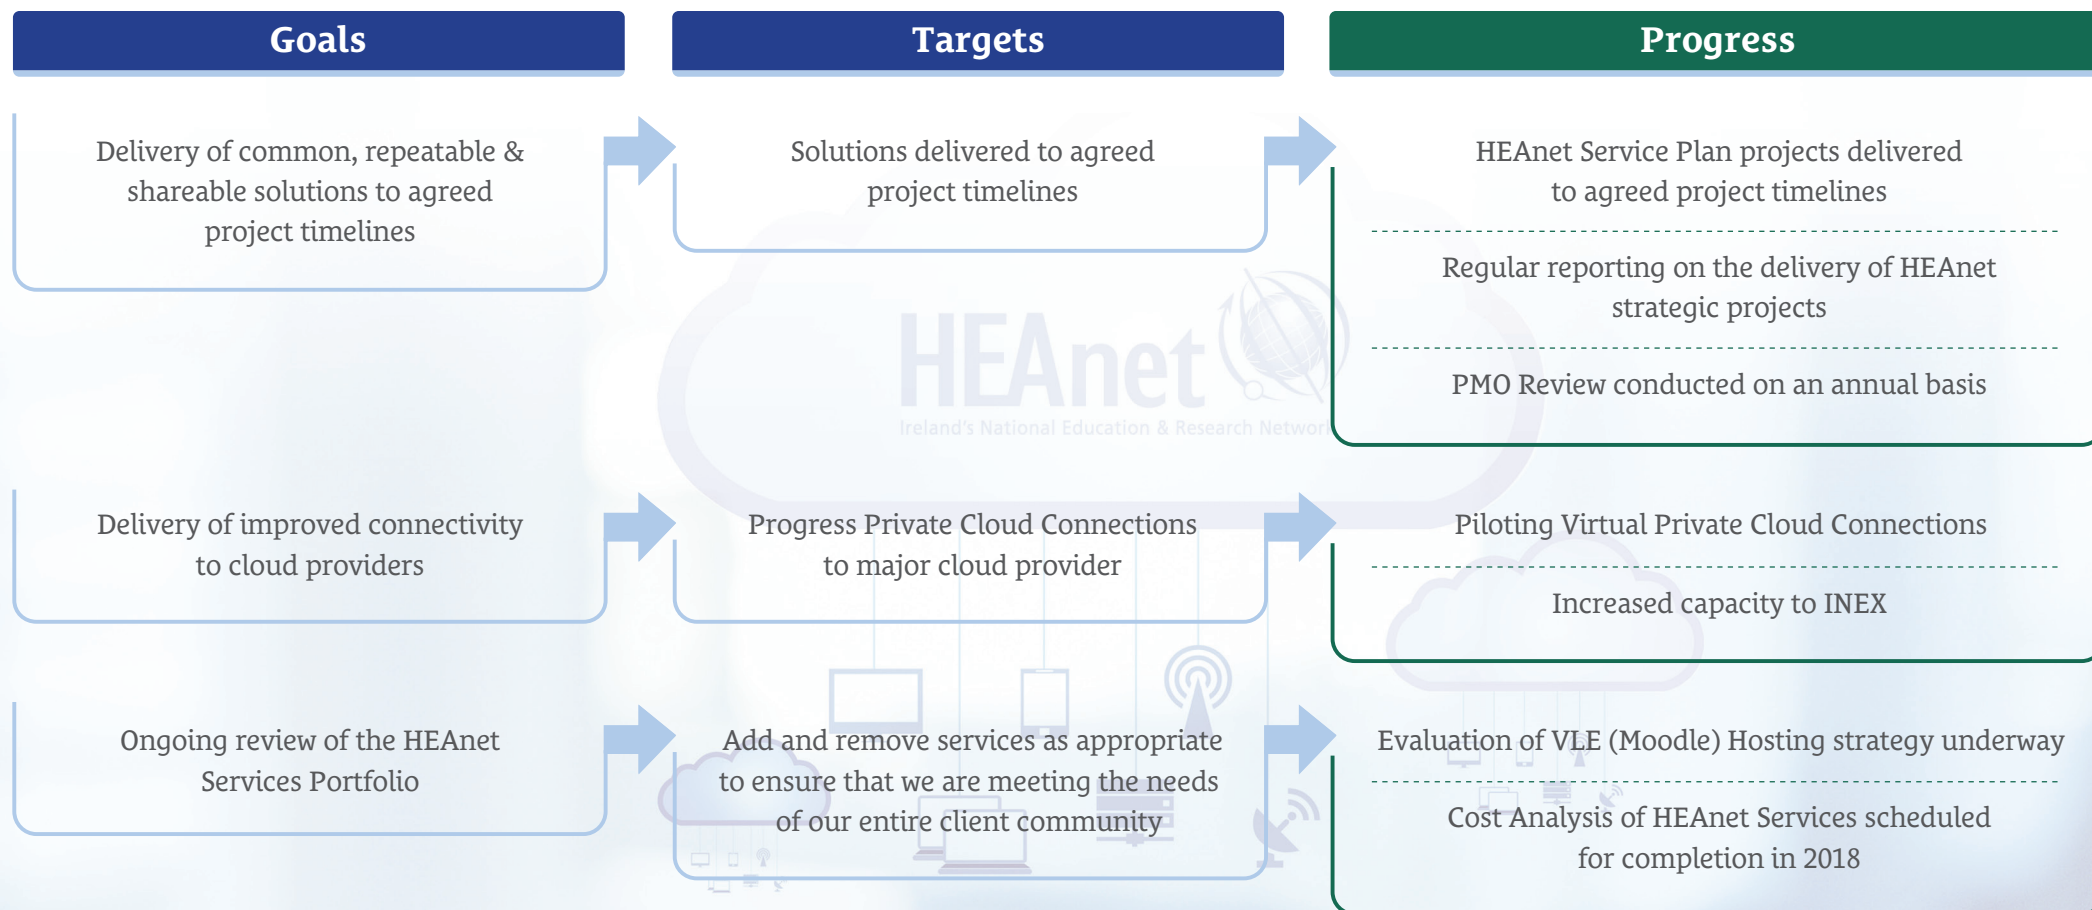 Goals
Targets
Progress
Delivery of common, repeatable &
shareable solutions to agreed
project timelines
Solutions delivered to agreed
project timelines
HEAnet Service Plan projects delivered
to agreed project timelines
Regular reporting on the delivery of HEAnet
strategic projects
PMO Review conducted on an annual basis
HEAnet
Ireland's National Education & Research Network
Delivery of improved connectivity
to cloud providers
Progress Private Cloud Connections
to major cloud provider
Piloting Virtual Private Cloud Connections
Increased capacity to INEX
Ongoing review of the HEAnet
Services Portfolio
Add and remove services as appropriate
to ensure that we are meeting the needs
of our entire client community
Evaluation of VLE (Moodle) Hosting strategy underway
Cost Analysis of HEAnet Services scheduled
for completion in 2018